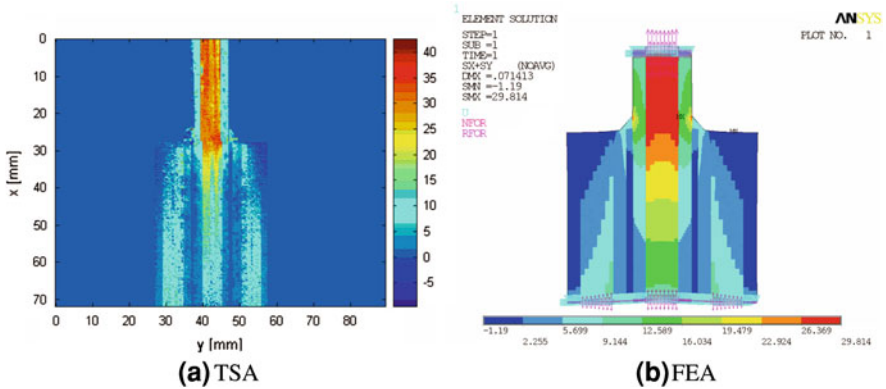 0
10
20
30
40
50
60
70
x [mm]
0 10 20 30 40 50 60 70 80
y [mm]
40
35
30
25
20
15
10
5
0
-5
(a) TSA
1
ELEMENT SOLUTION
STEP=1
SUB =1
TIME=1
SX+SY (NOAVG)
DMX =.071413
SMN =-1.19
SMX =29.814
U
NFOR
RFOR
ANSYS
PLOT NO. 1
MX
MN
-1.19 5.699 12.589 19.479 26.369
2.255 9.144 16.034 22.924 29.814
(b) FEA